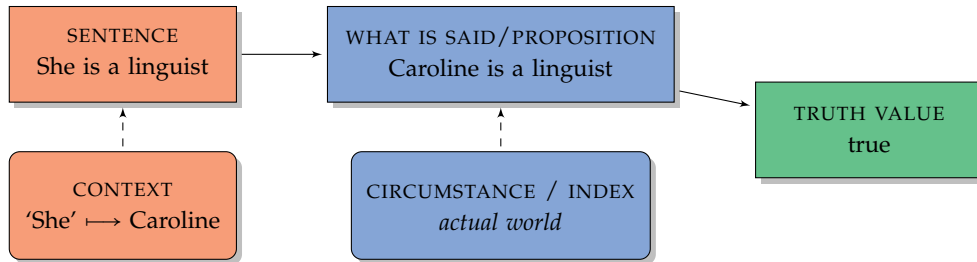 SENTENCE
She is a linguist
WHAT IS SAID/PROPOSITION
Caroline is a linguist
TRUTH VALUE
true
CONTEXT
‘She’ ⟼ Caroline
CIRCUMSTANCE / INDEX
actual world